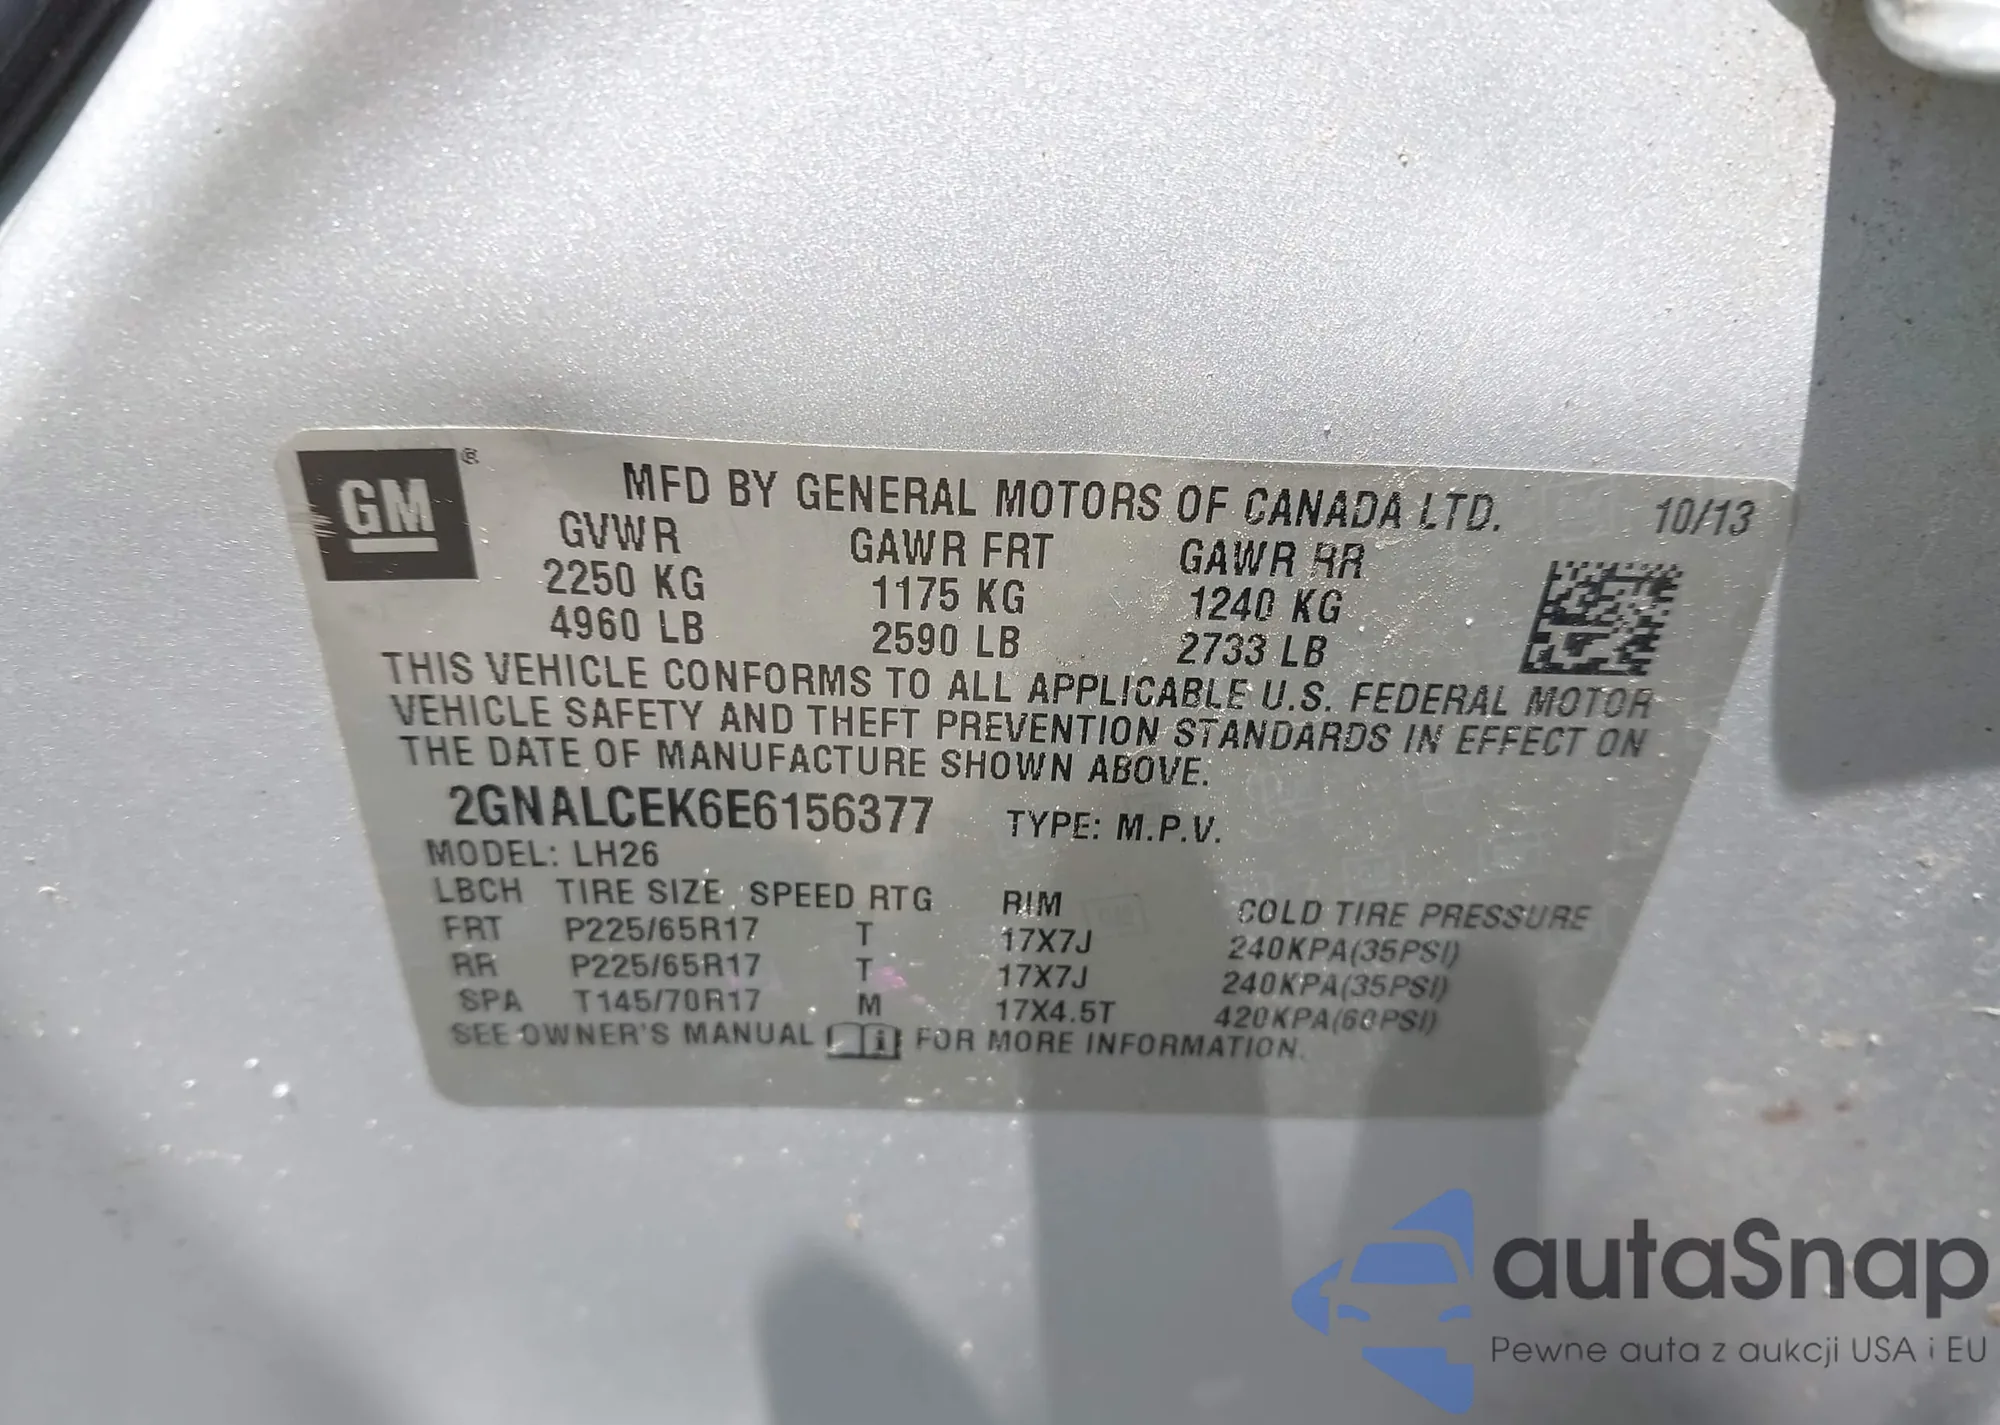 GM ®
MFD BY GENERAL MOTORS OF CANADA LTD. 10/13
GVWR GAWR FRT GAWR RR
2250 KG 1175 KG 1240 KG
4960 LB 2590 LB 2733 LB
THIS VEHICLE CONFORMS TO ALL APPLICABLE U.S. FEDERAL MOTOR
VEHICLE SAFETY AND THEFT PREVENTION STANDARDS IN EFFECT ON
THE DATE OF MANUFACTURE SHOWN ABOVE.
2GNALCEK6E6156377 TYPE: M.P.V.
MODEL: LH26
LBCH TIRE SIZE SPEED RTG RIM COLD TIRE PRESSURE
FRT P225/65R17 T 17X7J 240KPA(35PSI)
RR P225/65R17 T 17X7J 240KPA(35PSI)
SPA T145/70R17 M 17X4.5T 420KPA(60PSI)
SEE OWNER'S MANUAL i FOR MORE INFORMATION.
autaSnap
Pewne auta z aukcji USA i EU